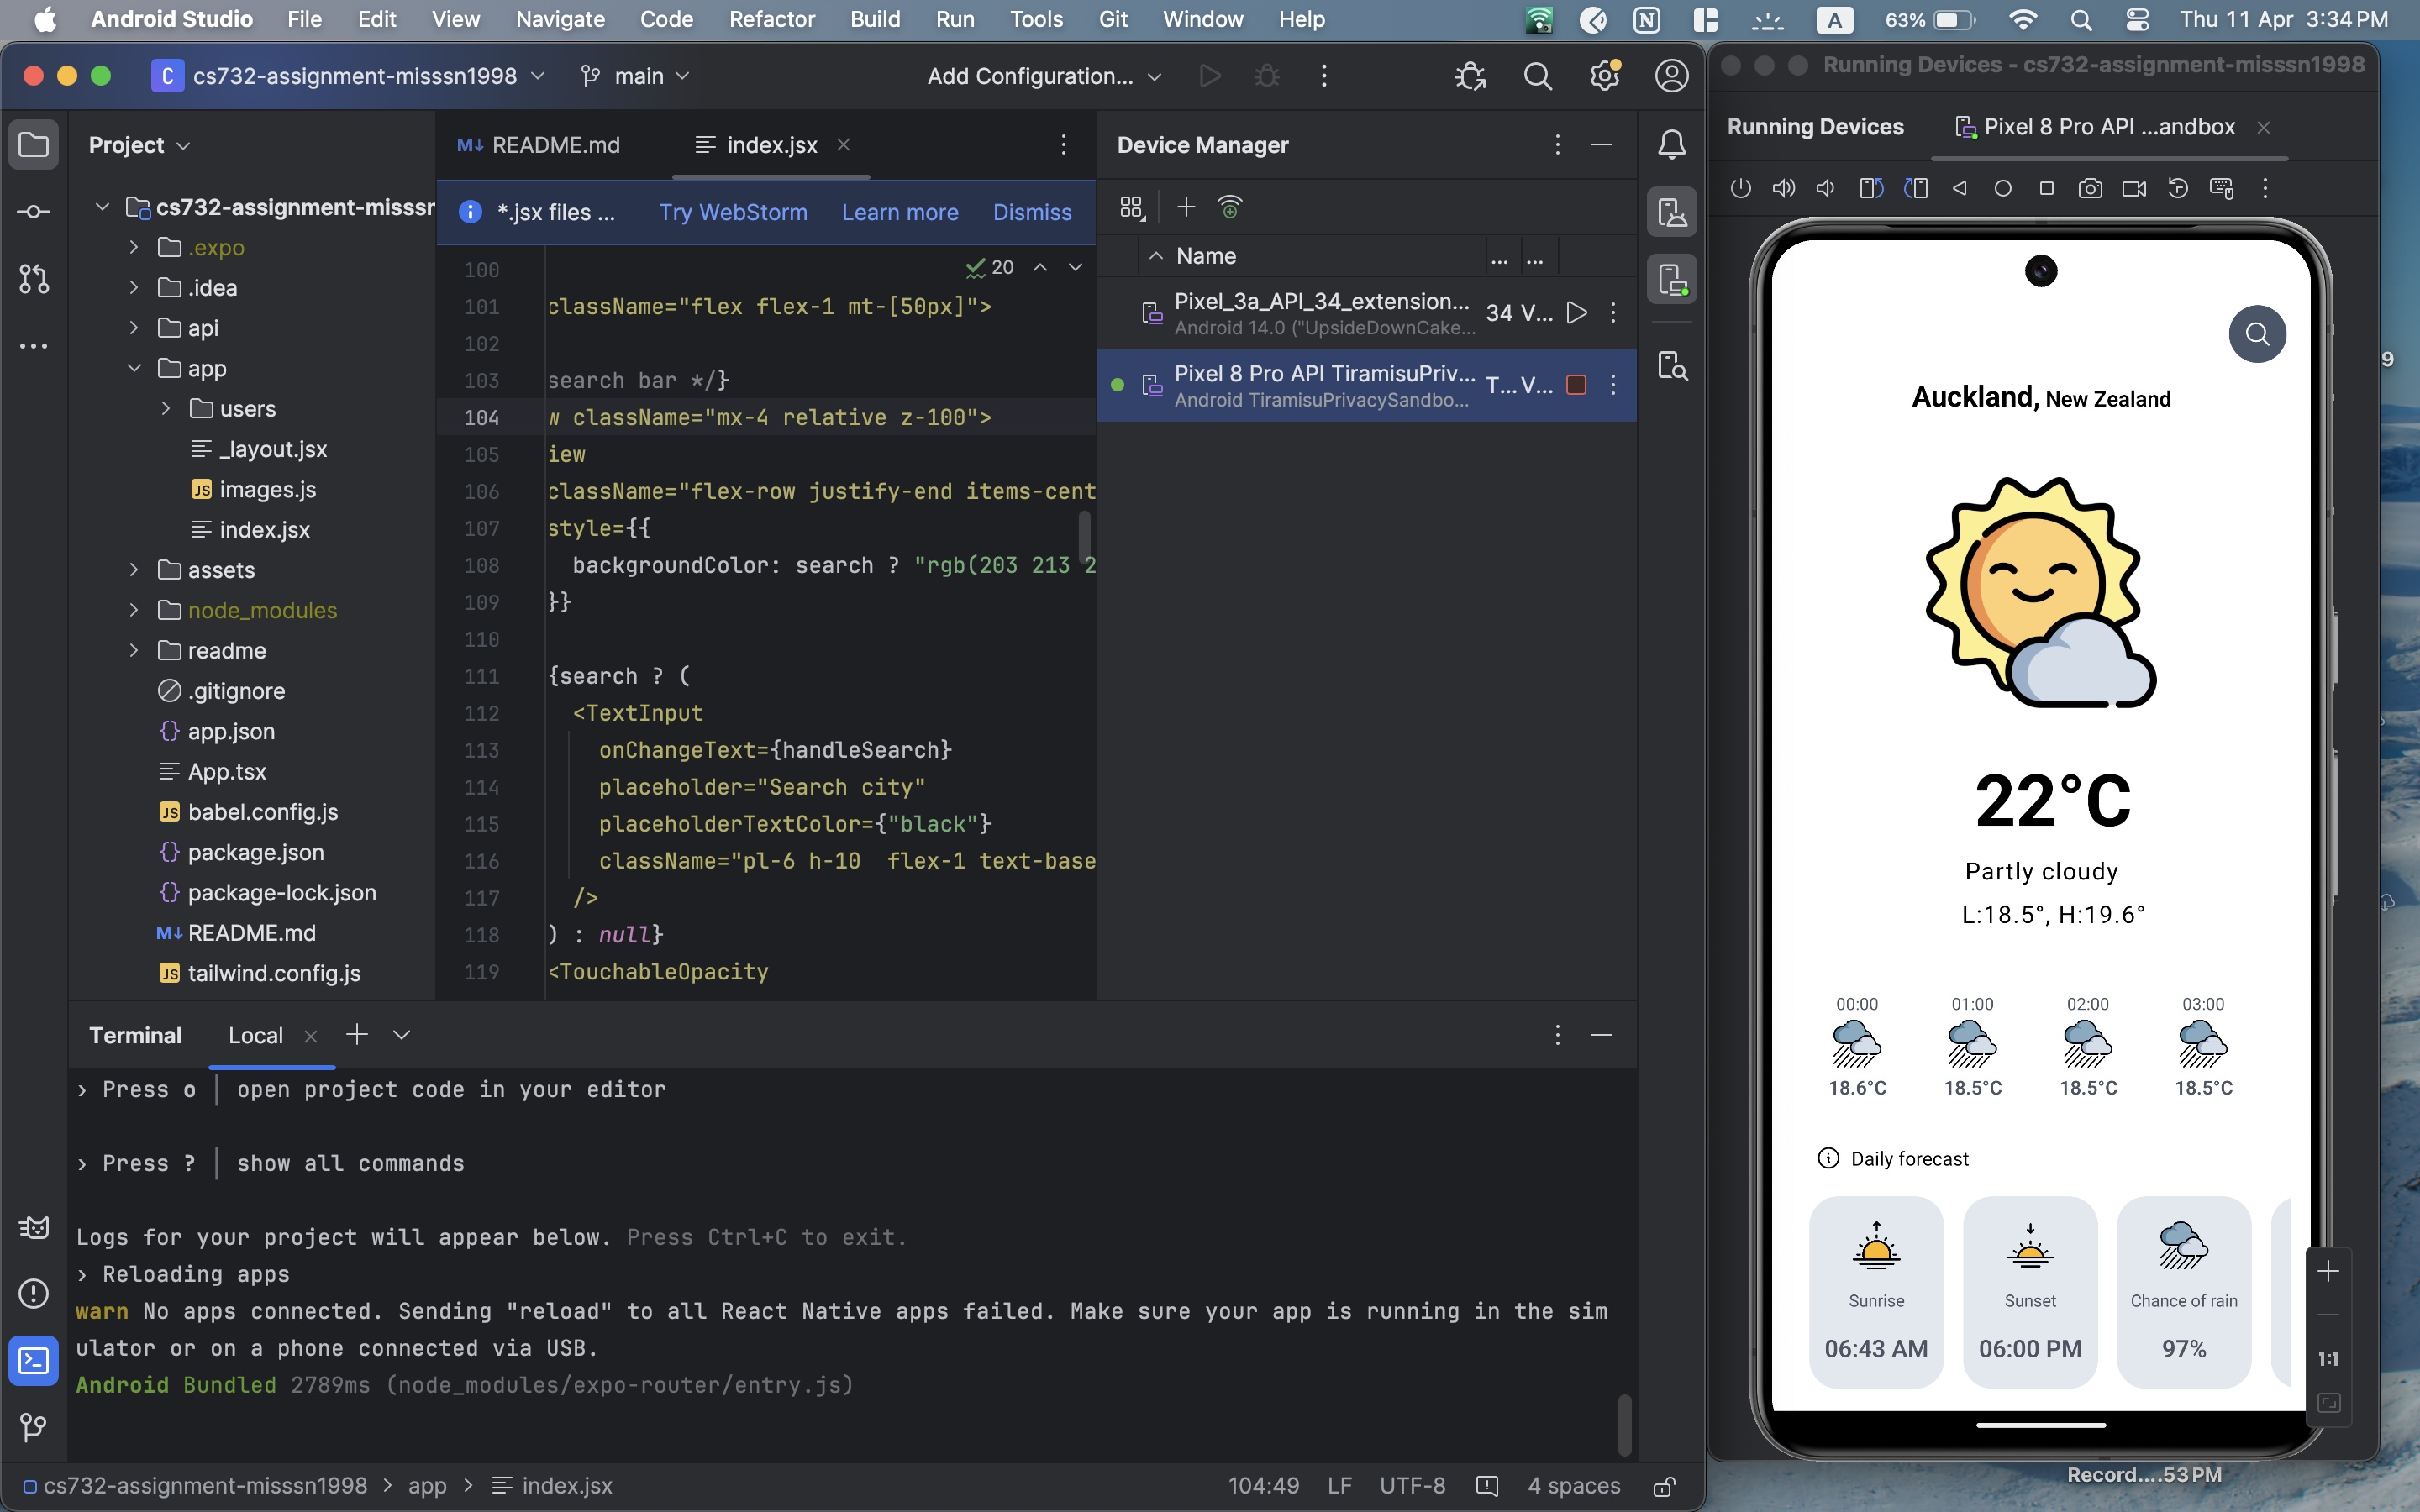 Android Studio File Edit View Navigate Code Refactor Build Run Tools Git Window Help A 63% Thu 11 Apr 3:34 PM
C cs732-assignment-misssn1998 main Add Configuration...
Project
cs732-assignment-misssr
.expo
.idea
api
app
users
_layout.jsx
JS images.js
index.jsx
assets
node_modules
readme
.gitignore
{} app.json
App.tsx
JS babel.config.js
{} package.json
{} package-lock.json
M↓ README.md
JS tailwind.config.js
M↓ README.md index.jsx
*.jsx files ... Try WebStorm Learn more Dismiss
20
100
101 className="flex flex-1 mt-[50px]">
102
103 search bar */}
104 w className="mx-4 relative z-100">
105 iew
106 className="flex-row justify-end items-cent
107 style={{
108 backgroundColor: search ? "rgb(203 213 2
109 }}
110
111 {search ? (
112 <TextInput
113 onChangeText={handleSearch}
114 placeholder="Search city"
115 placeholderTextColor={"black"}
116 className="pl-6 h-10  flex-1 text-base
117 />
118 ) : null}
119 <TouchableOpacity
Device Manager
Name ... ...
Pixel_3a_API_34_extension... 34 V...
Android 14.0 ("UpsideDownCake...
Pixel 8 Pro API TiramisuPriv... T... V...
Android TiramisuPrivacySandbo...
Terminal Local
› Press o │ open project code in your editor
› Press ? │ show all commands
Logs for your project will appear below. Press Ctrl+C to exit.
› Reloading apps
warn No apps connected. Sending "reload" to all React Native apps failed. Make sure your app is running in the sim
ulator or on a phone connected via USB.
Android Bundled 2789ms (node_modules/expo-router/entry.js)
cs732-assignment-misssn1998 > app > index.jsx 104:49 LF UTF-8 4 spaces
Running Devices - cs732-assignment-misssn1998
Running Devices Pixel 8 Pro API ...andbox
Auckland, New Zealand
22°C
Partly cloudy
L:18.5°, H:19.6°
00:00 01:00 02:00 03:00
18.6°C 18.5°C 18.5°C 18.5°C
Daily forecast
Sunrise Sunset Chance of rain
06:43 AM 06:00 PM 97%
1:1
9
Record....53 PM